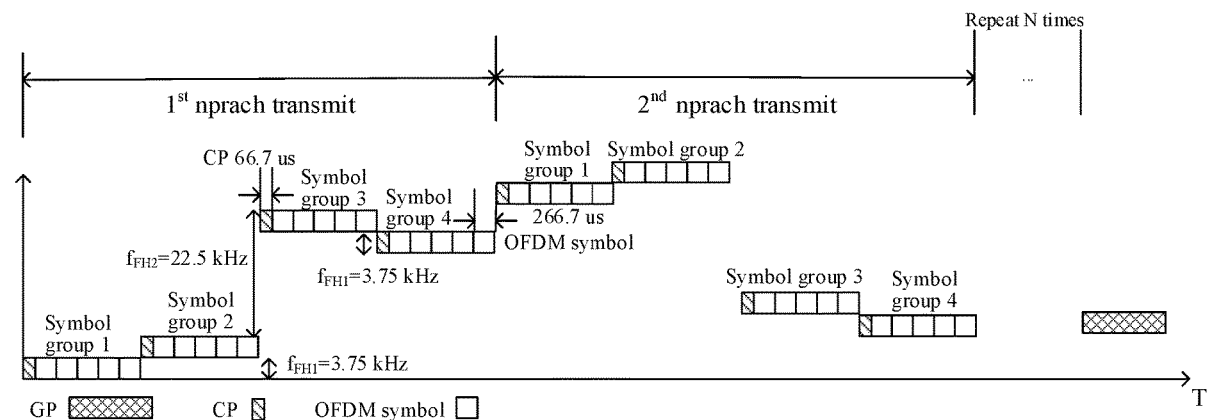 Repeat N times
...
1st nprach transmit
2nd nprach transmit
CP 66.7 us
Symbol
group 3
Symbol
group 4
Symbol
group 1
Symbol group 2
266.7 us
OFDM symbol
fFH2=22.5 kHz
fFH1=3.75 kHz
Symbol
group 1
Symbol
group 2
fFH1=3.75 kHz
Symbol group 3
Symbol
group 4
T
GP
CP
OFDM symbol